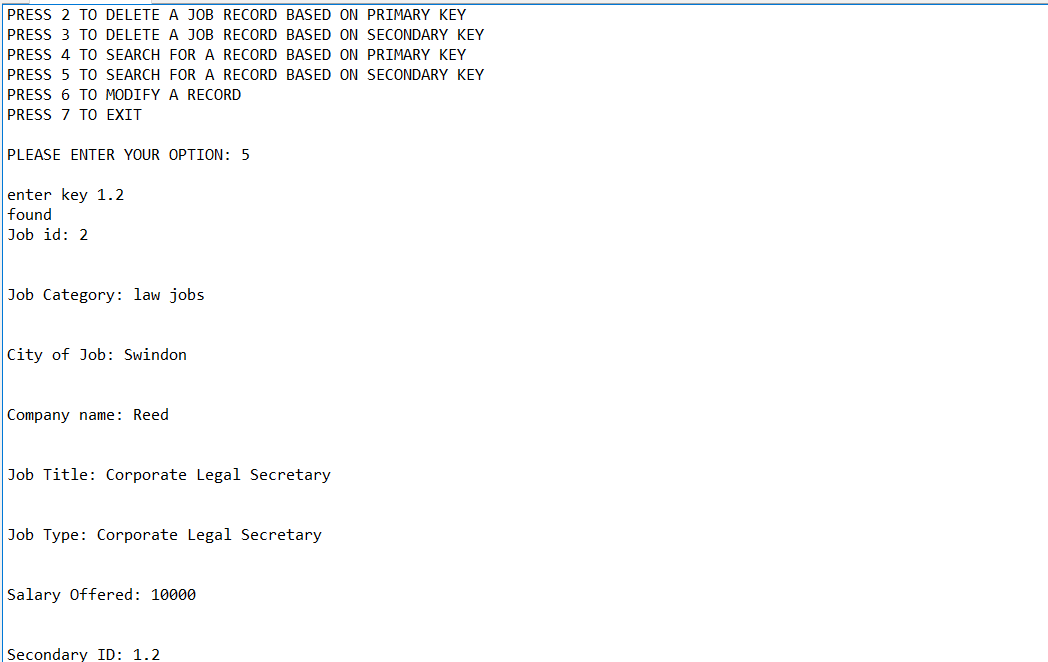 PRESS 2 TO DELETE A JOB RECORD BASED ON PRIMARY KEY
PRESS 3 TO DELETE A JOB RECORD BASED ON SECONDARY KEY
PRESS 4 TO SEARCH FOR A RECORD BASED ON PRIMARY KEY
PRESS 5 TO SEARCH FOR A RECORD BASED ON SECONDARY KEY
PRESS 6 TO MODIFY A RECORD
PRESS 7 TO EXIT
PLEASE ENTER YOUR OPTION: 5
enter key 1.2
found
Job id: 2
Job Category: law jobs
City of Job: Swindon
Company name: Reed
Job Title: Corporate Legal Secretary
Job Type: Corporate Legal Secretary
Salary Offered: 10000
Secondary ID: 1.2